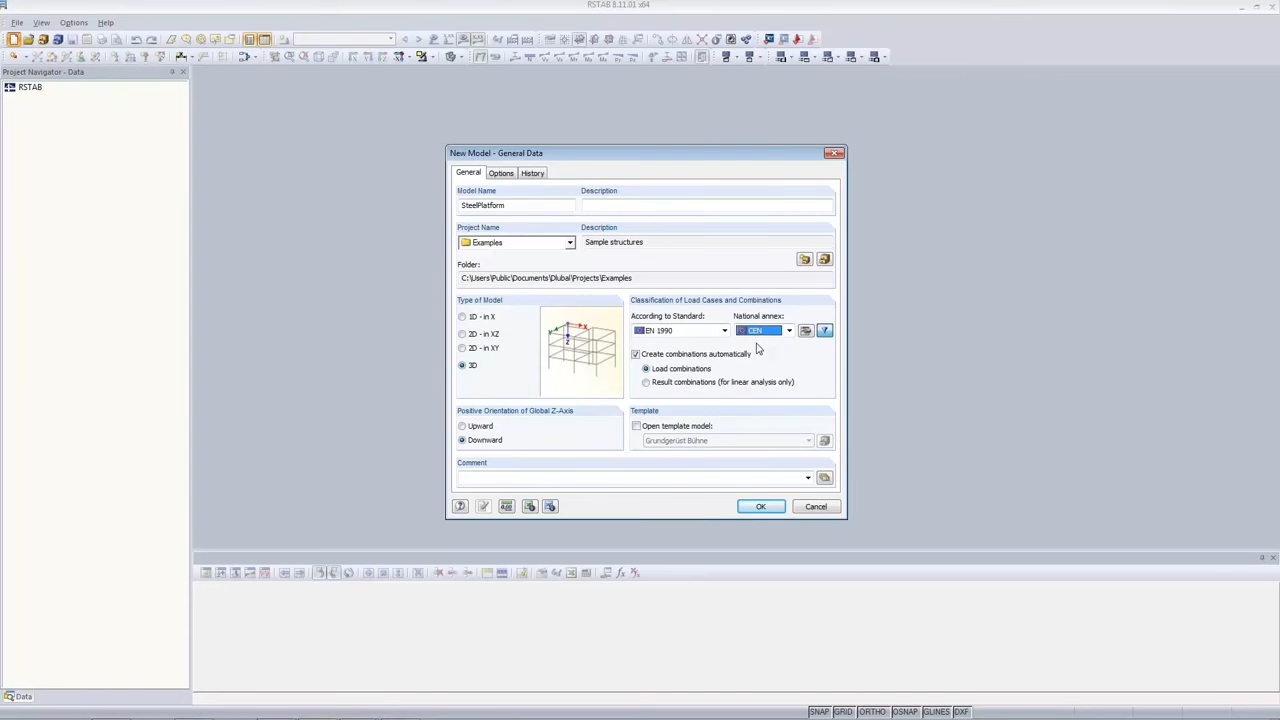 RSTAB 8.11.01 x64
File View Options Help
Project Navigator - Data
RSTAB
New Model - General Data
General Options History
Model Name Description
SteelPlatform
Project Name Description
Examples Sample structures
Folder:
C:\Users\Public\Documents\Dlubal\Projects\Examples
Type of Model Classification of Load Cases and Combinations
1D - in X According to Standard: National annex:
2D - in XZ EN 1990 CEN
2D - in XY Create combinations automatically
3D Load combinations
Result combinations (for linear analysis only)
Positive Orientation of Global Z-Axis Template
Upward Open template model:
Downward Grundgerüst Bühne
Comment
OK Cancel
Data
SNAP GRID ORTHO OSNAP GLINES DXF